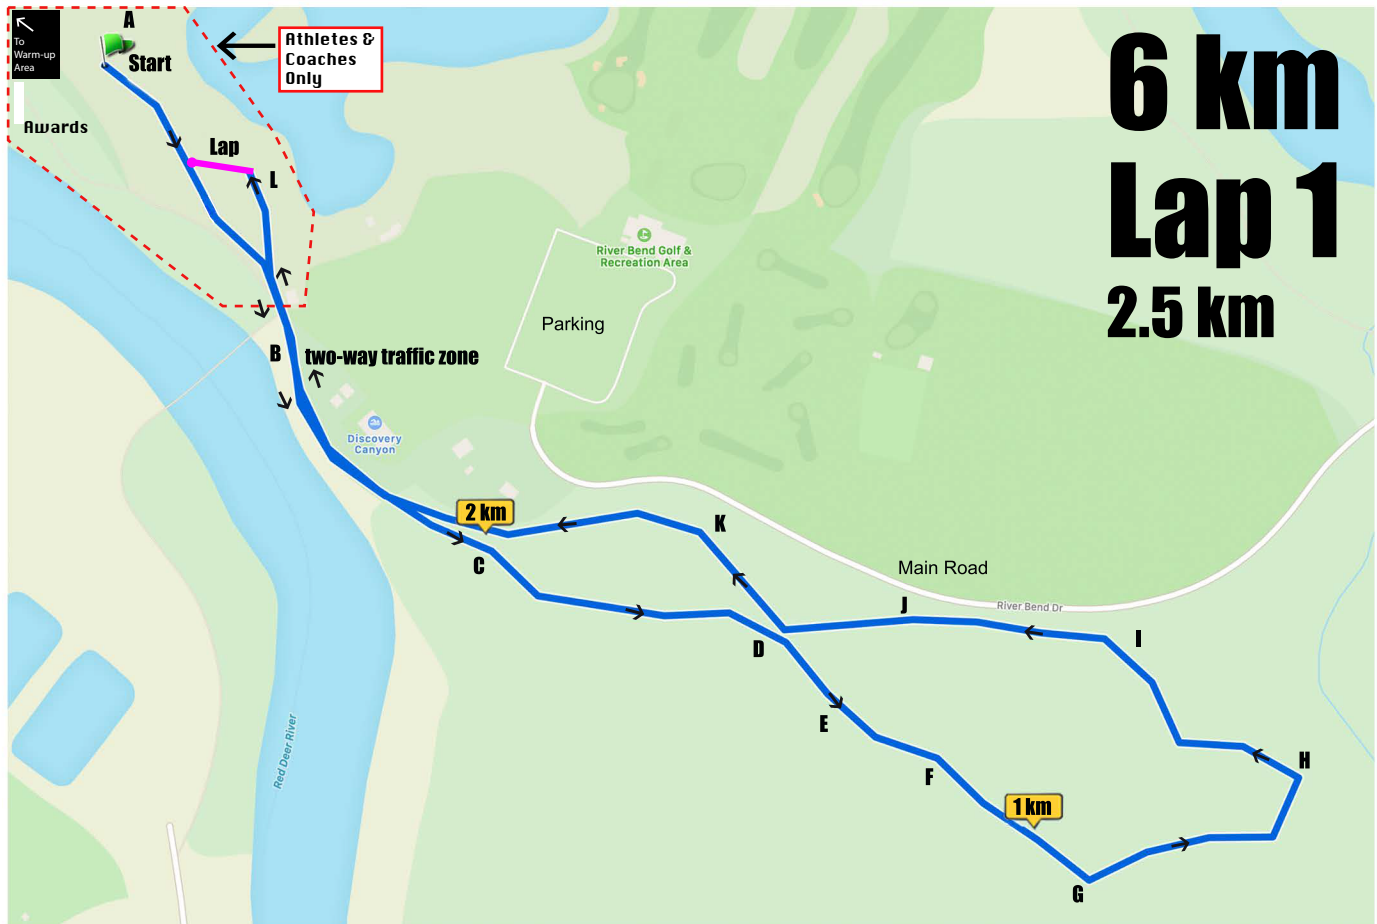 A
To
Warm-up
Area
Start
Athletes &
Coaches
Only
6 km
Lap 1
2.5 km
Awards
Lap
L
River Bend Golf &
Recreation Area
Parking
B
two-way traffic zone
Discovery
Canyon
2 km
K
C
Main Road
River Bend Dr
J
I
D
E
F
H
1 km
G
Red Deer River